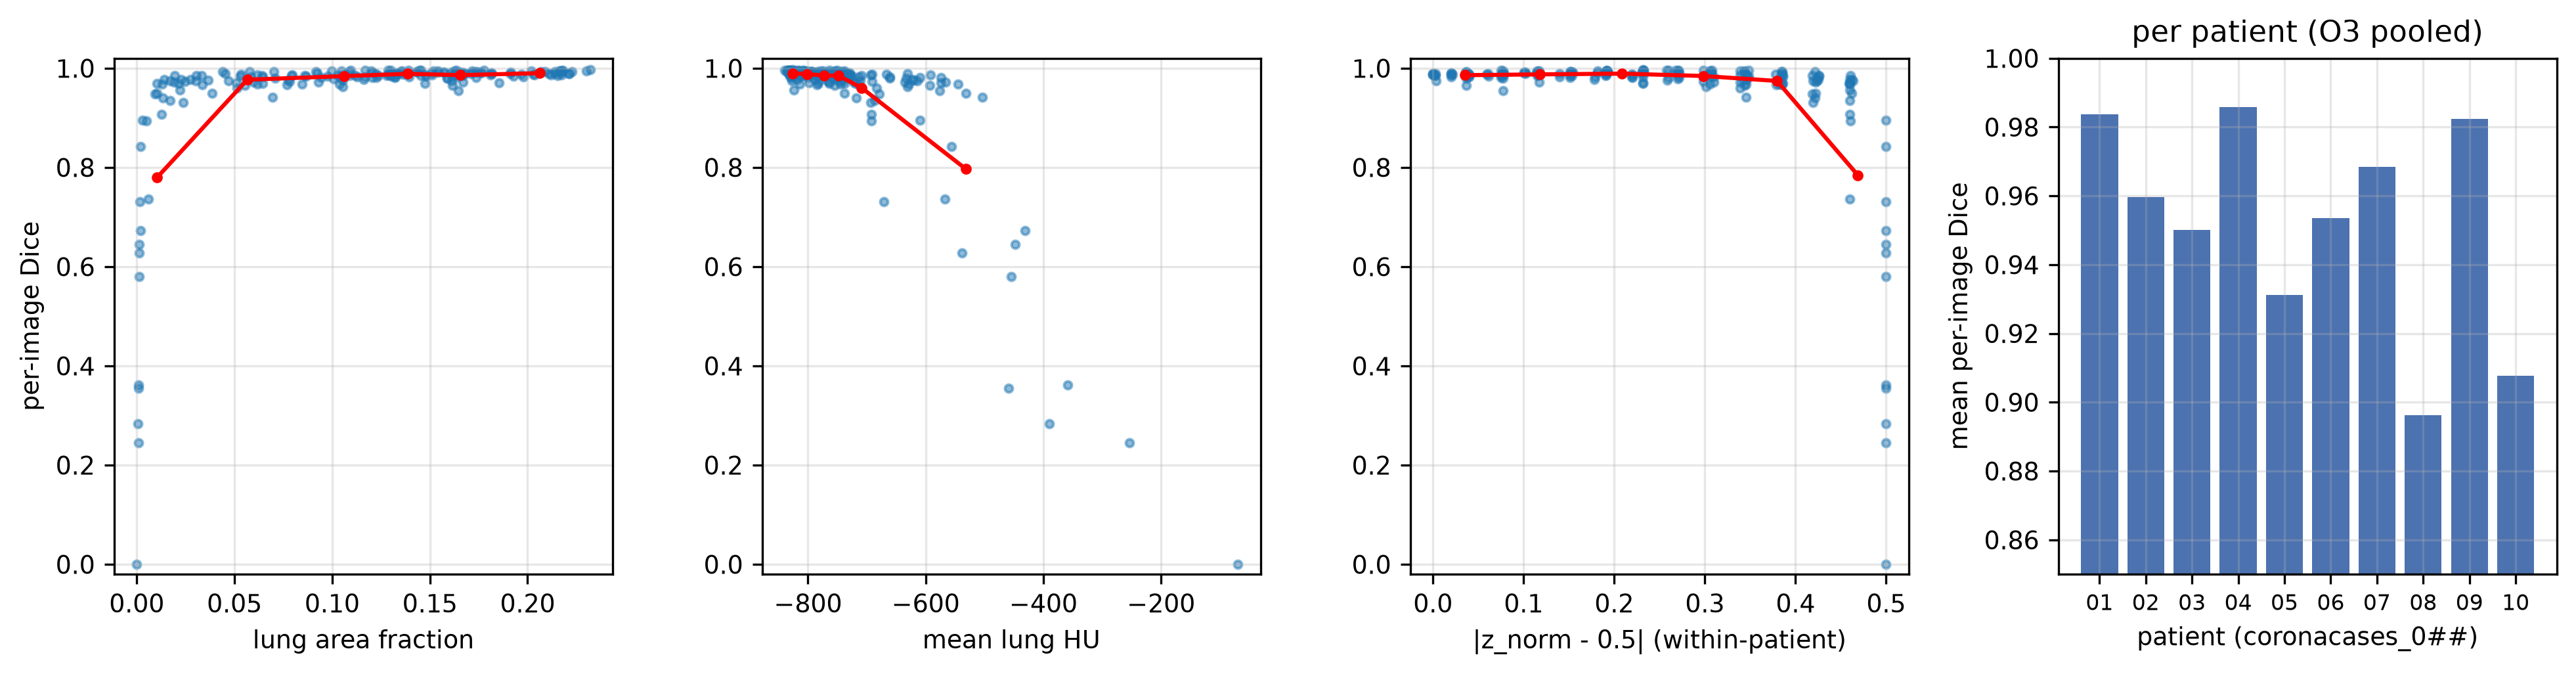 per-image Dice
1.0
0.8
0.6
0.4
0.2
0.0
0.00 0.05 0.10 0.15 0.20
lung area fraction
1.0
0.8
0.6
0.4
0.2
0.0
−800 −600 −400 −200
mean lung HU
1.0
0.8
0.6
0.4
0.2
0.0
0.0 0.1 0.2 0.3 0.4 0.5
|z_norm - 0.5| (within-patient)
per patient (O3 pooled)
mean per-image Dice
1.00
0.98
0.96
0.94
0.92
0.90
0.88
0.86
01 02 03 04 05 06 07 08 09 10
patient (coronacases_0##)